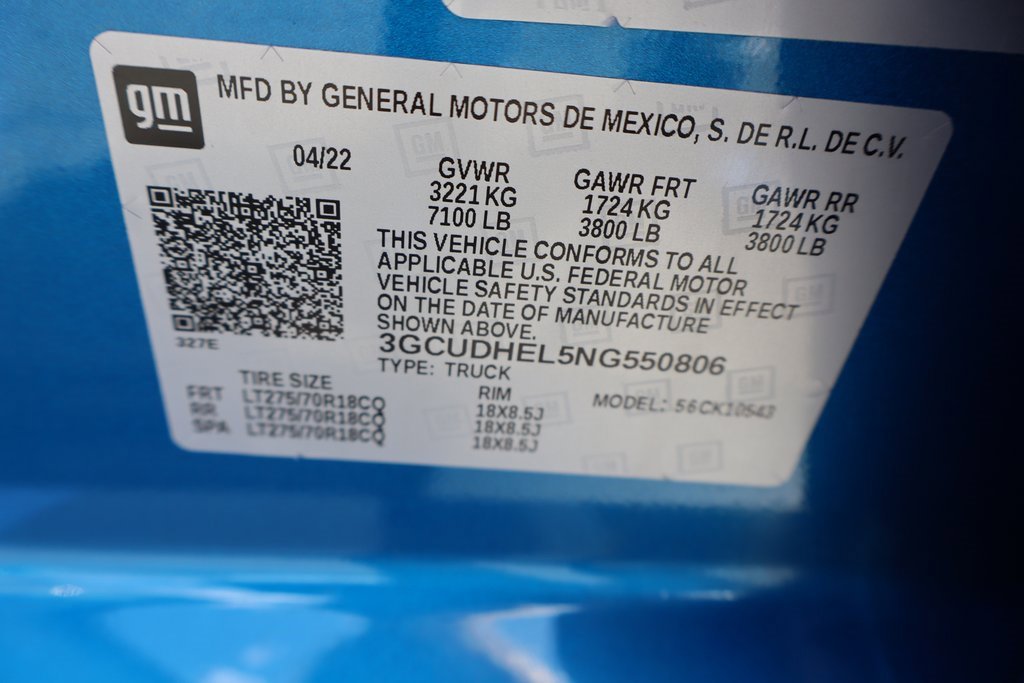 gm
MFD BY GENERAL MOTORS DE MEXICO, S. DE R.L. DE C.V.
04/22
GVWR
3221 KG
7100 LB
GAWR FRT
1724 KG
3800 LB
GAWR RR
1724 KG
3800 LB
THIS VEHICLE CONFORMS TO ALL
APPLICABLE U.S. FEDERAL MOTOR
VEHICLE SAFETY STANDARDS IN EFFECT
ON THE DATE OF MANUFACTURE
SHOWN ABOVE.
3GCUDHEL5NG550806
TYPE: TRUCK
327E
TIRE SIZE
RIM
MODEL: 56CK10543
FRT LT275/70R18CQ 18X8.5J
RR LT275/70R18CQ 18X8.5J
SPA LT275/70R18CQ 18X8.5J